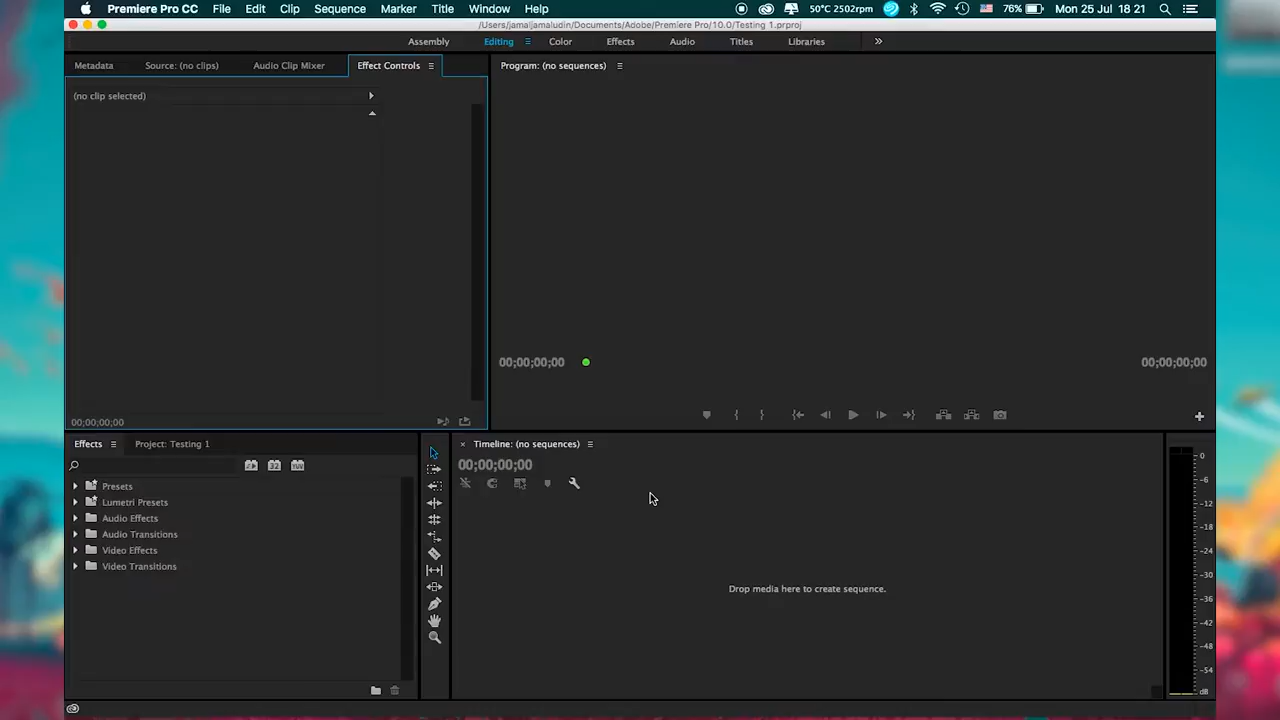 Premiere Pro CC File Edit Clip Sequence Marker Title Window Help 50°C 2502rpm 76% Mon 25 Jul 18 21
/Users/jamaljamaludin/Documents/Adobe/Premiere Pro/10.0/Testing 1.prproj
Assembly Editing Color Effects Audio Titles Libraries
Metadata Source: (no clips) Audio Clip Mixer Effect Controls
(no clip selected)
00;00;00;00
Program: (no sequences)
00;00;00;00 00;00;00;00
Effects Project: Testing 1
32 YUV
Presets
Lumetri Presets
Audio Effects
Audio Transitions
Video Effects
Video Transitions
Timeline: (no sequences)
00;00;00;00
Drop media here to create sequence.
0
-6
-12
-18
-24
-30
-36
-42
-48
-54
dB